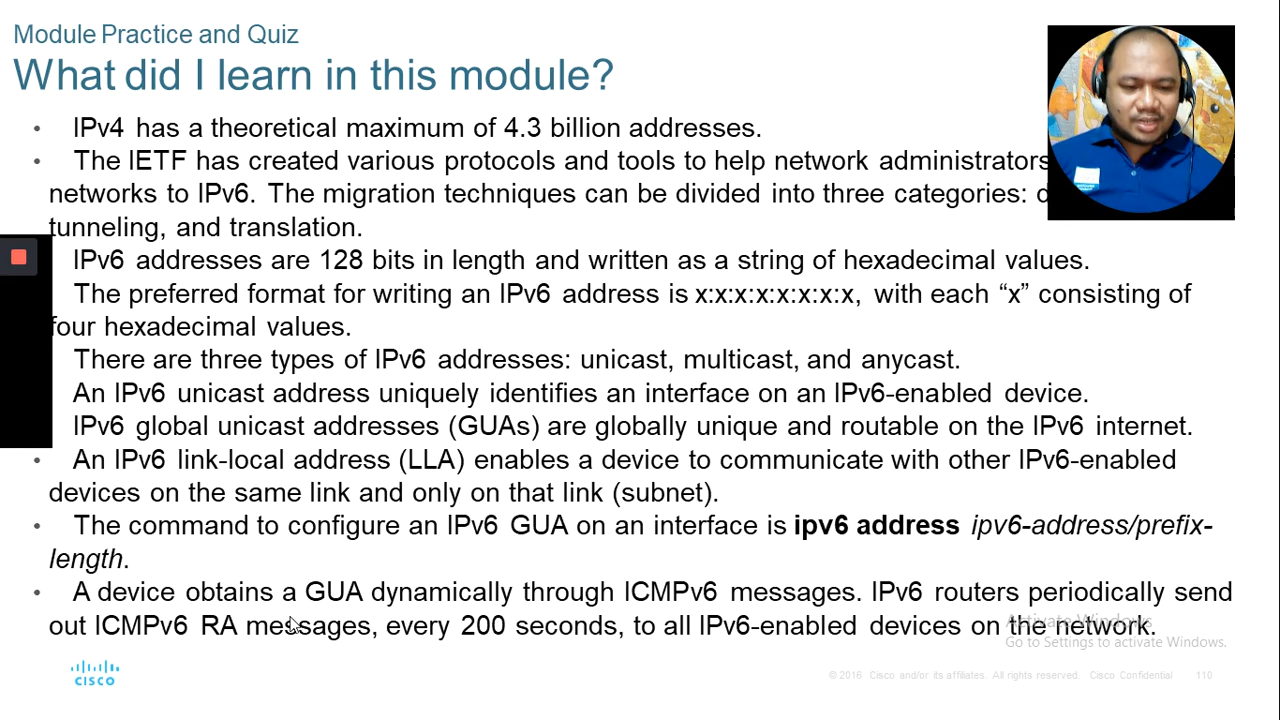 Module Practice and Quiz
What did I learn in this module?
• IPv4 has a theoretical maximum of 4.3 billion addresses.
• The IETF has created various protocols and tools to help network administrators
networks to IPv6. The migration techniques can be divided into three categories:
tunneling, and translation.
IPv6 addresses are 128 bits in length and written as a string of hexadecimal values.
The preferred format for writing an IPv6 address is x:x:x:x:x:x:x:x, with each “x” consisting of
four hexadecimal values.
There are three types of IPv6 addresses: unicast, multicast, and anycast.
An IPv6 unicast address uniquely identifies an interface on an IPv6-enabled device.
IPv6 global unicast addresses (GUAs) are globally unique and routable on the IPv6 internet.
• An IPv6 link-local address (LLA) enables a device to communicate with other IPv6-enabled
devices on the same link and only on that link (subnet).
• The command to configure an IPv6 GUA on an interface is ipv6 address ipv6-address/prefix-
length.
• A device obtains a GUA dynamically through ICMPv6 messages. IPv6 routers periodically send
out ICMPv6 RA messages, every 200 seconds, to all IPv6-enabled devices on the network.
Activate Windows
Go to Settings to activate Windows.
CISCO
© 2016 Cisco and/or its affiliates. All rights reserved. Cisco Confidential 110